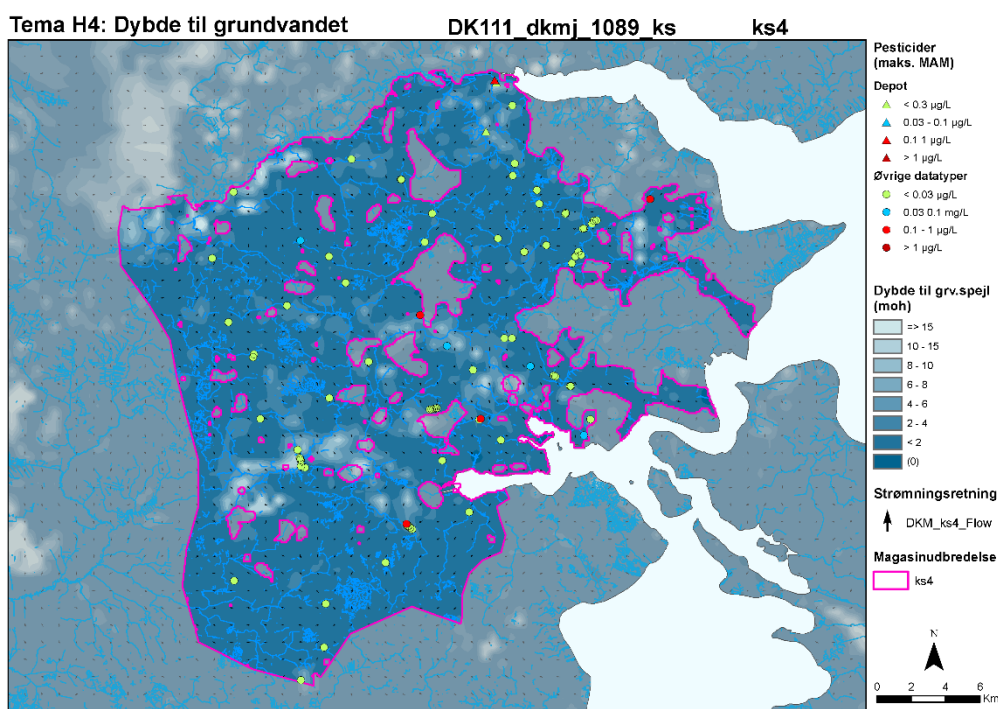 Tema H4: Dybde til grundvandet DK111_dkmj_1089_ks ks4
Pesticider
(maks. MAM)
Depot
< 0.3 µg/L
0.03 - 0.1 µg/L
0.1 1 µg/L
> 1 µg/L
Øvrige datatyper
< 0.03 µg/L
0.03 0.1 mg/L
0.1 - 1 µg/L
> 1 µg/L
Dybde til grv.spejl
(moh)
=> 15
10 - 15
8 - 10
6 - 8
4 - 6
2 - 4
< 2
(0)
Strømningsretning
DKM_ks4_Flow
Magasinudbredelse
ks4
N
0 2 4 6
Km